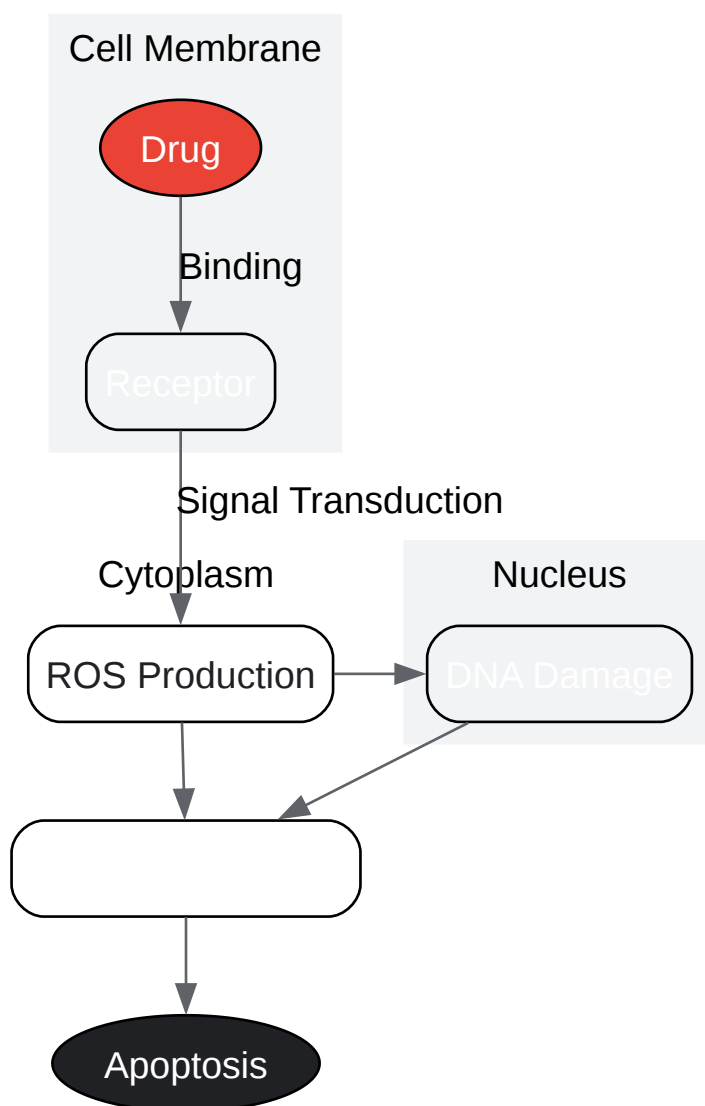 Cell Membrane
Drug
Binding
Receptor
Signal Transduction
Cytoplasm
Nucleus
ROS Production
DNA Damage
Apoptosis